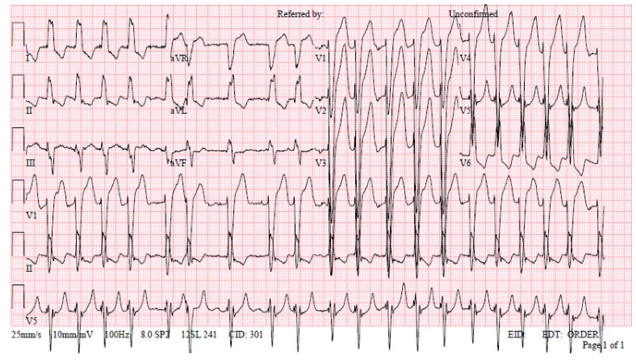 Referred by: Unconfirmed
I aVR V1 V4
II aVL V2 V5
III aVF V3 V6
V1
II
V5
25mm/s 10mm/mV 100Hz 8.0 SP2 12SL 241 CID: 301 EID: EDT: ORDER:
Page 1 of 1